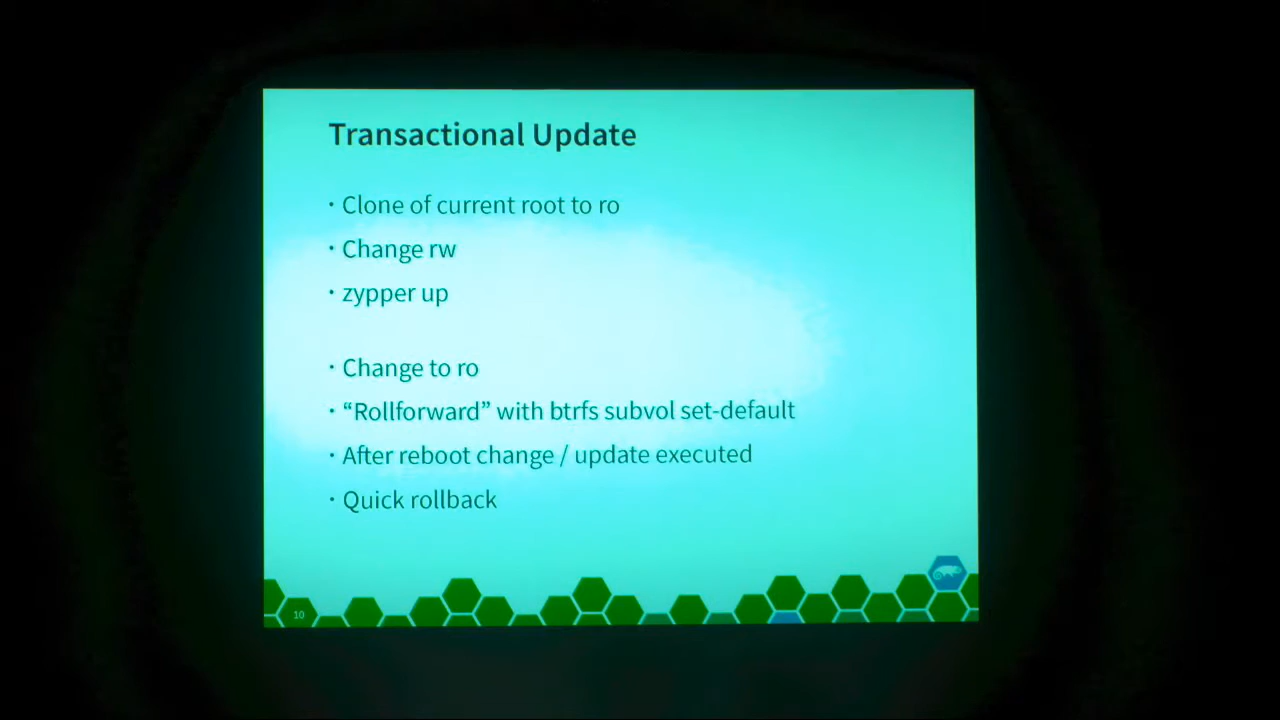 Transactional Update
· Clone of current root to ro
· Change rw
· zypper up
· Change to ro
· “Rollforward” with btrfs subvol set-default
· After reboot change / update executed
· Quick rollback
10